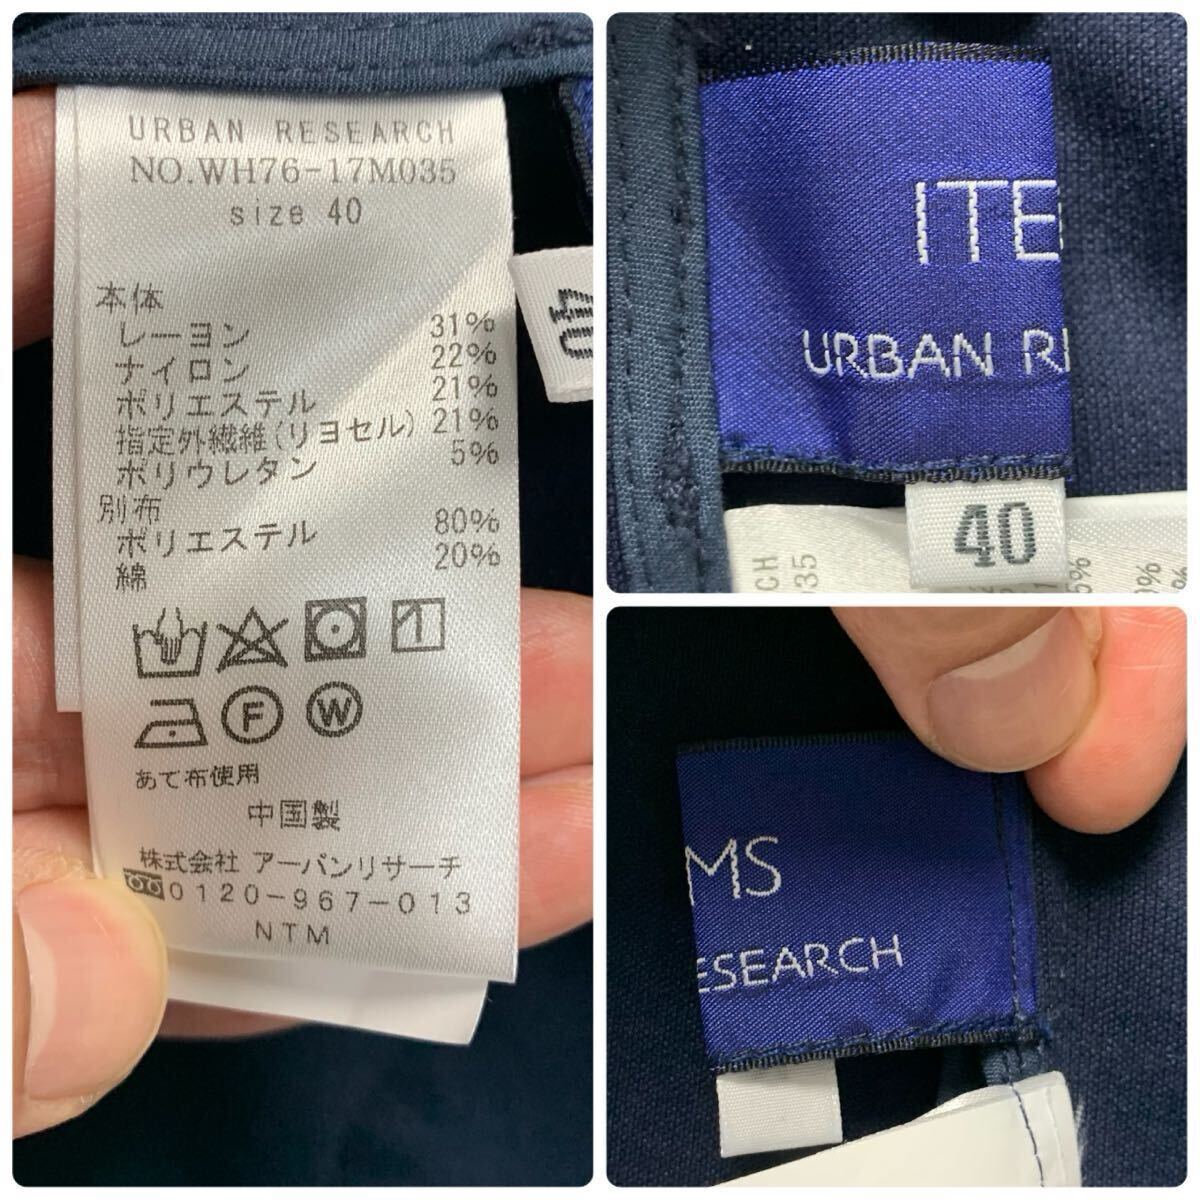 URBAN RESEARCH
NO.WH76-17M035
size 40
本体
レーヨン 31%
ナイロン 22%
ポリエステル 21%
指定外繊維(リヨセル) 21%
ポリウレタン 5%
別布
ポリエステル 80%
綿 20%
F W
あて布使用
中国製
株式会社 アーバンリサーチ
0120-967-013
NTM
40
ITE
URBAN R
40
CH
035
MS
ESEARCH